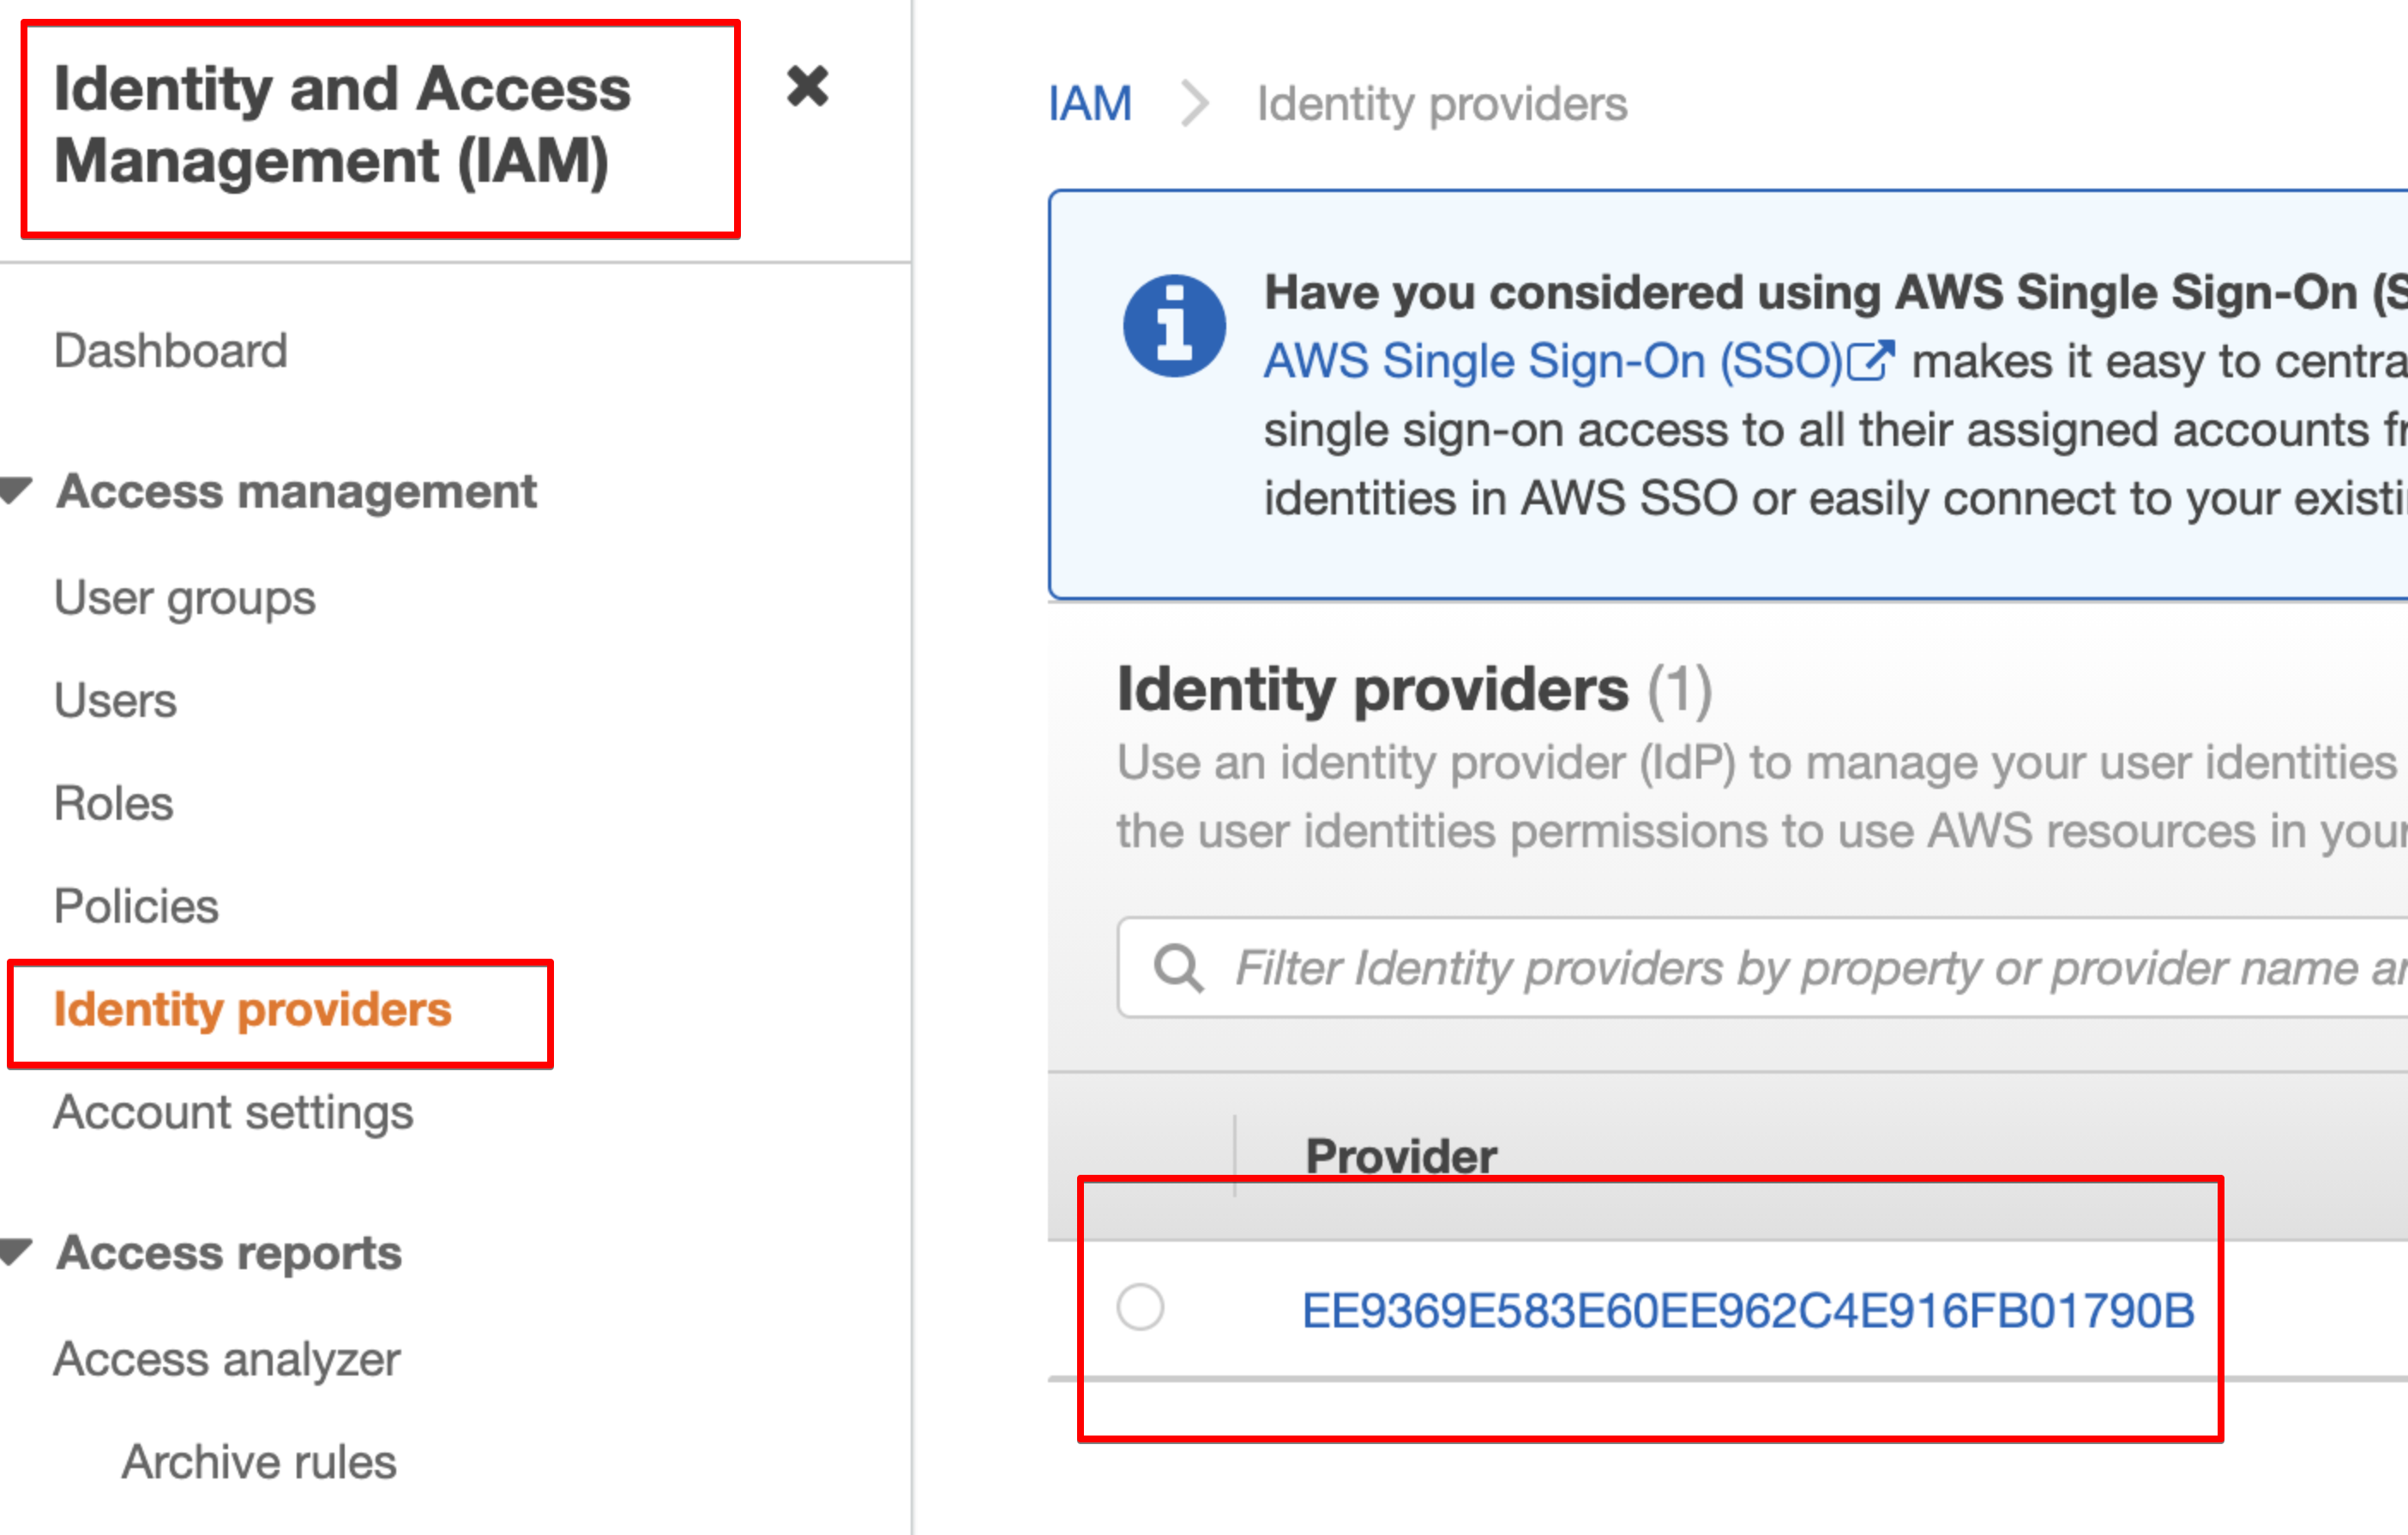 Identity and Access
Management (IAM)
Dashboard
Access management
User groups
Users
Roles
Policies
Identity providers
Account settings
Access reports
Access analyzer
Archive rules
IAM > Identity providers
Have you considered using AWS Single Sign-On (S
AWS Single Sign-On (SSO) makes it easy to centra
single sign-on access to all their assigned accounts fr
identities in AWS SSO or easily connect to your existi
Identity providers (1)
Use an identity provider (IdP) to manage your user identities
the user identities permissions to use AWS resources in your
Filter Identity providers by property or provider name ar
Provider
EE9369E583E60EE962C4E916FB01790B